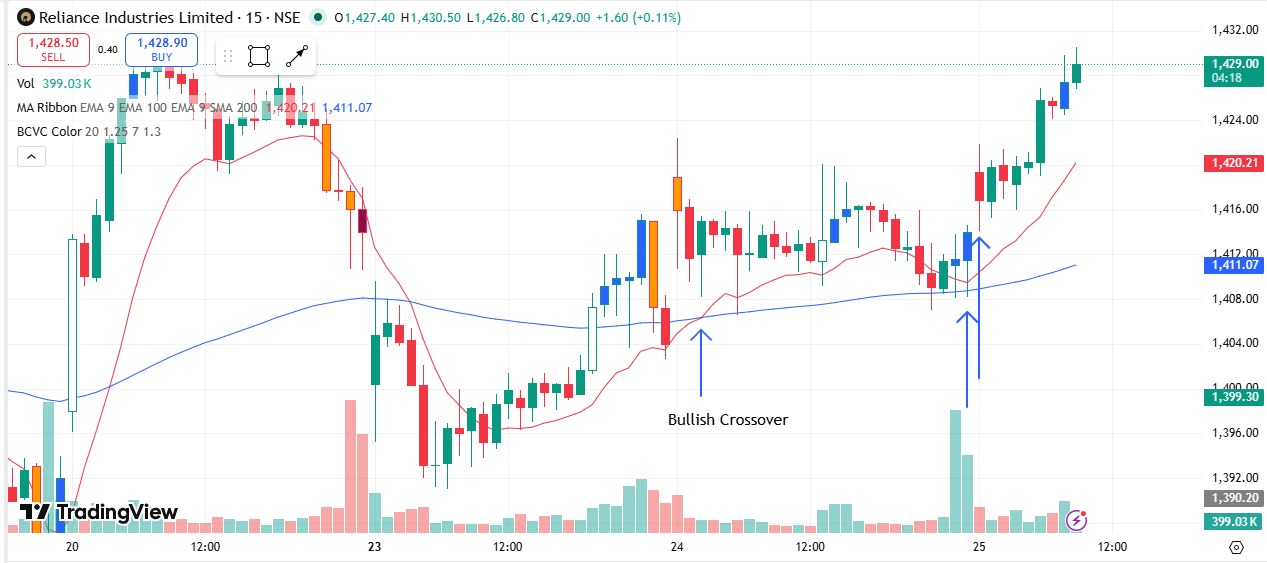 Reliance Industries Limited · 15 · NSE O1,427.40 H1,430.50 L1,426.80 C1,429.00 +1.60 (+0.11%)
1,428.50 SELL 0.40 1,428.90 BUY
Vol 399.03 K
MA Ribbon EMA 9 EMA 100 EMA 9 SMA 200 1,420.21 1,411.07
BCVC Color 20 1.25 7 1.3
1,432.00
1,429.00
04:18
1,424.00
1,420.21
1,416.00
1,412.00
1,411.07
1,408.00
1,404.00
1,400.00
1,399.30
1,396.00
1,392.00
1,390.20
399.03 K
Bullish Crossover
TradingView
20 12:00 23 12:00 24 12:00 25 12:00